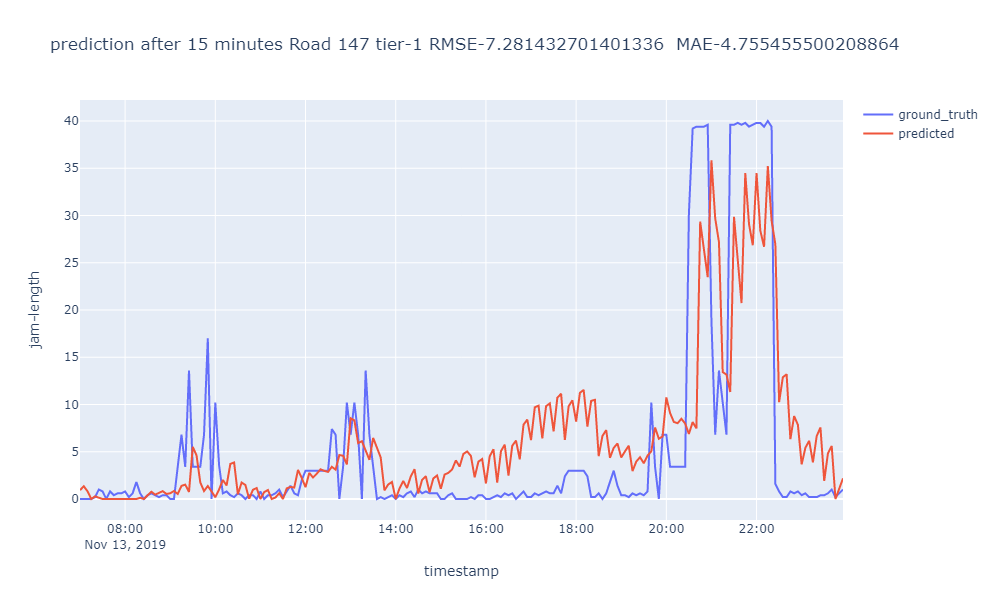 prediction after 15 minutes Road 147 tier-1 RMSE-7.281432701401336  MAE-4.755455500208864
ground_truth
predicted
40
35
30
25
20
15
10
5
0
jam-length
08:00 10:00 12:00 14:00 16:00 18:00 20:00 22:00
Nov 13, 2019
timestamp